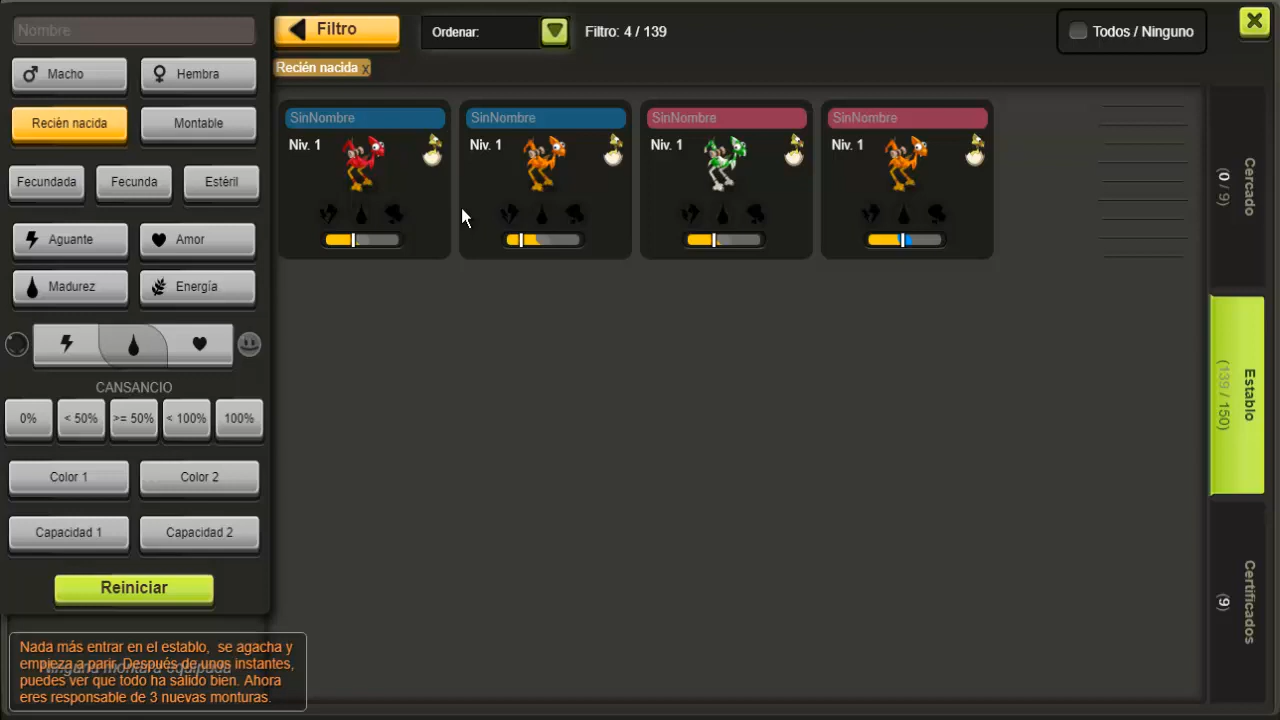 Nombre
Macho
Hembra
Recién nacida
Montable
Fecundada
Fecunda
Estéril
Aguante
Amor
Madurez
Energía
CANSANCIO
0%
< 50%
>= 50%
< 100%
100%
Color 1
Color 2
Capacidad 1
Capacidad 2
Reiniciar
Nada más entrar en el establo, se agacha y
empieza a parir. Después de unos instantes,
Ninguna montura equipada
puedes ver que todo ha salido bien. Ahora
eres responsable de 3 nuevas monturas.
Filtro
Ordenar:
Filtro: 4 / 139
Todos / Ninguno
Recién nacida x
SinNombre
Niv. 1
SinNombre
Niv. 1
SinNombre
Niv. 1
SinNombre
Niv. 1
Cercado
(0 / 9)
Establo
(139 / 150)
Certificados
(9)